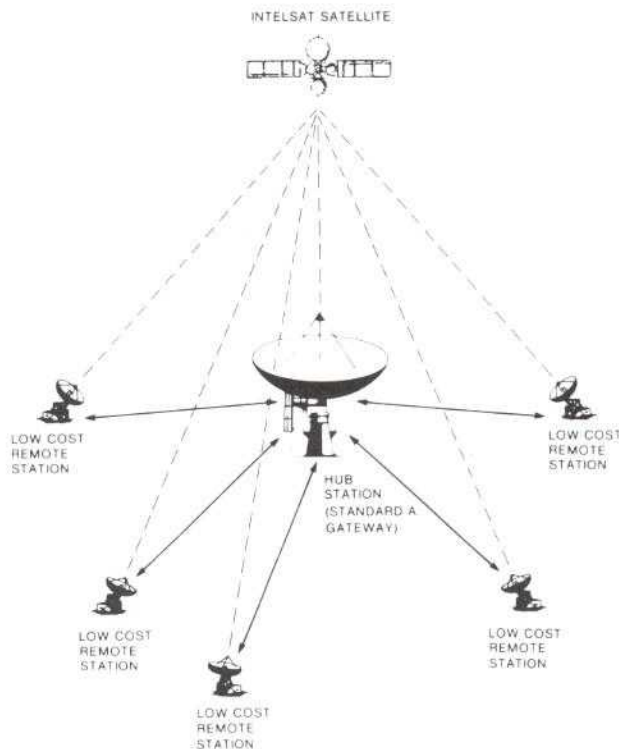 INTELSAT SATELLITE
LOW COST
REMOTE
STATION
LOW COST
REMOTE
STATION
HUB
STATION
(STANDARD A
GATEWAY)
LOW COST
REMOTE
STATION
LOW COST
REMOTE
STATION
LOW COST
REMOTE
STATION